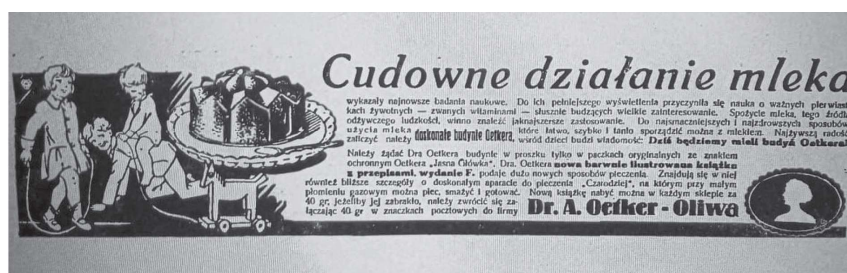 Cudowne działanie mleka
wykazały najnowsze badania naukowe. Do ich pełniejszego wyświetlenia przyczyniła się nauka o ważnych pierwiast
kach żywotnych — zwanych witaminami — słusznie budzących wielkie zainteresowanie. Spożycie mleka, tego źródła
odżywczego ludzkości, winno znaleźć jaknajszersze zastosowanie. Do najsmaczniejszych i najzdrowszych sposobów
użycia mleka
zaliczyć należy doskonałe budynie Oetkera, które łatwo, szybko i tanio sporządzić można z mlekiem. Najwyższą radość
wśród dzieci budzi wiadomość: Dziś będziemy mieli budyń Oetkera!
Należy żądać Dra Oetkera budynie w proszku tylko w paczkach oryginalnych ze znakiem
ochronnym Oetkera „Jasna Główka". Dra. Oetkera nowa barwnie ilustrowana książka
z przepisami, wydanie F. podaje dużo nowych sposobów pieczenia. Znajdują się w niej
również bliższe szczegóły o doskonałym aparacie do pieczenia „Czarodziej", na którym przy małym
płomieniu gazowym można piec, smażyć i gotować. Nową książkę nabyć można w każdym sklepie za
40 gr, jeżeliby jej zabrakło, należy zwrócić się za-
łączając 40 gr w znaczkach pocztowych do firmy Dr. A. Oetker - Oliwa